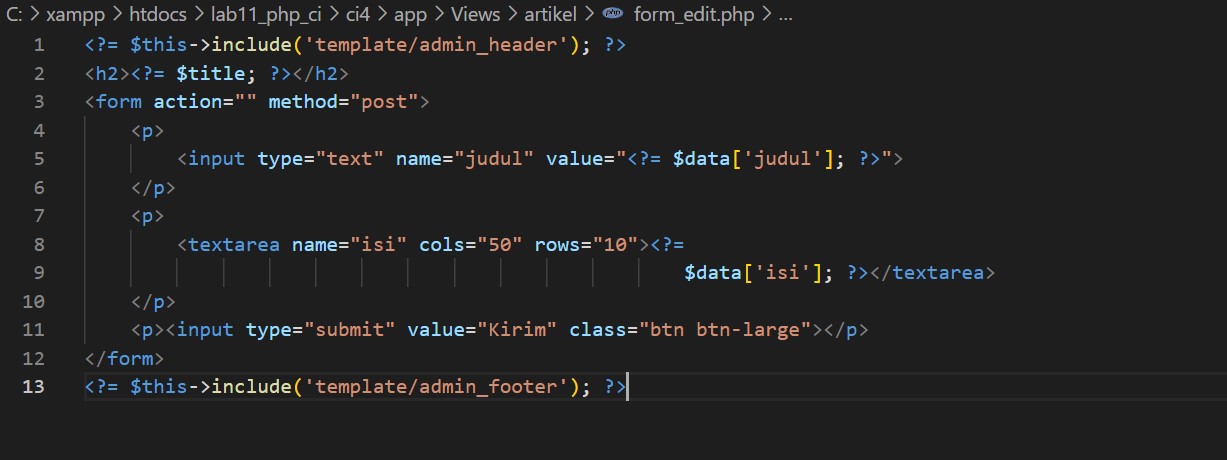 C: > xampp > htdocs > lab11_php_ci > ci4 > app > Views > artikel > php form_edit.php > ...
1 <?= $this->include('template/admin_header'); ?>
2 <h2><?= $title; ?></h2>
3 <form action="" method="post">
4 <p>
5 <input type="text" name="judul" value="<?= $data['judul']; ?>">
6 </p>
7 <p>
8 <textarea name="isi" cols="50" rows="10"><?=
9 $data['isi']; ?></textarea>
10 </p>
11 <p><input type="submit" value="Kirim" class="btn btn-large"></p>
12 </form>
13 <?= $this->include('template/admin_footer'); ?>